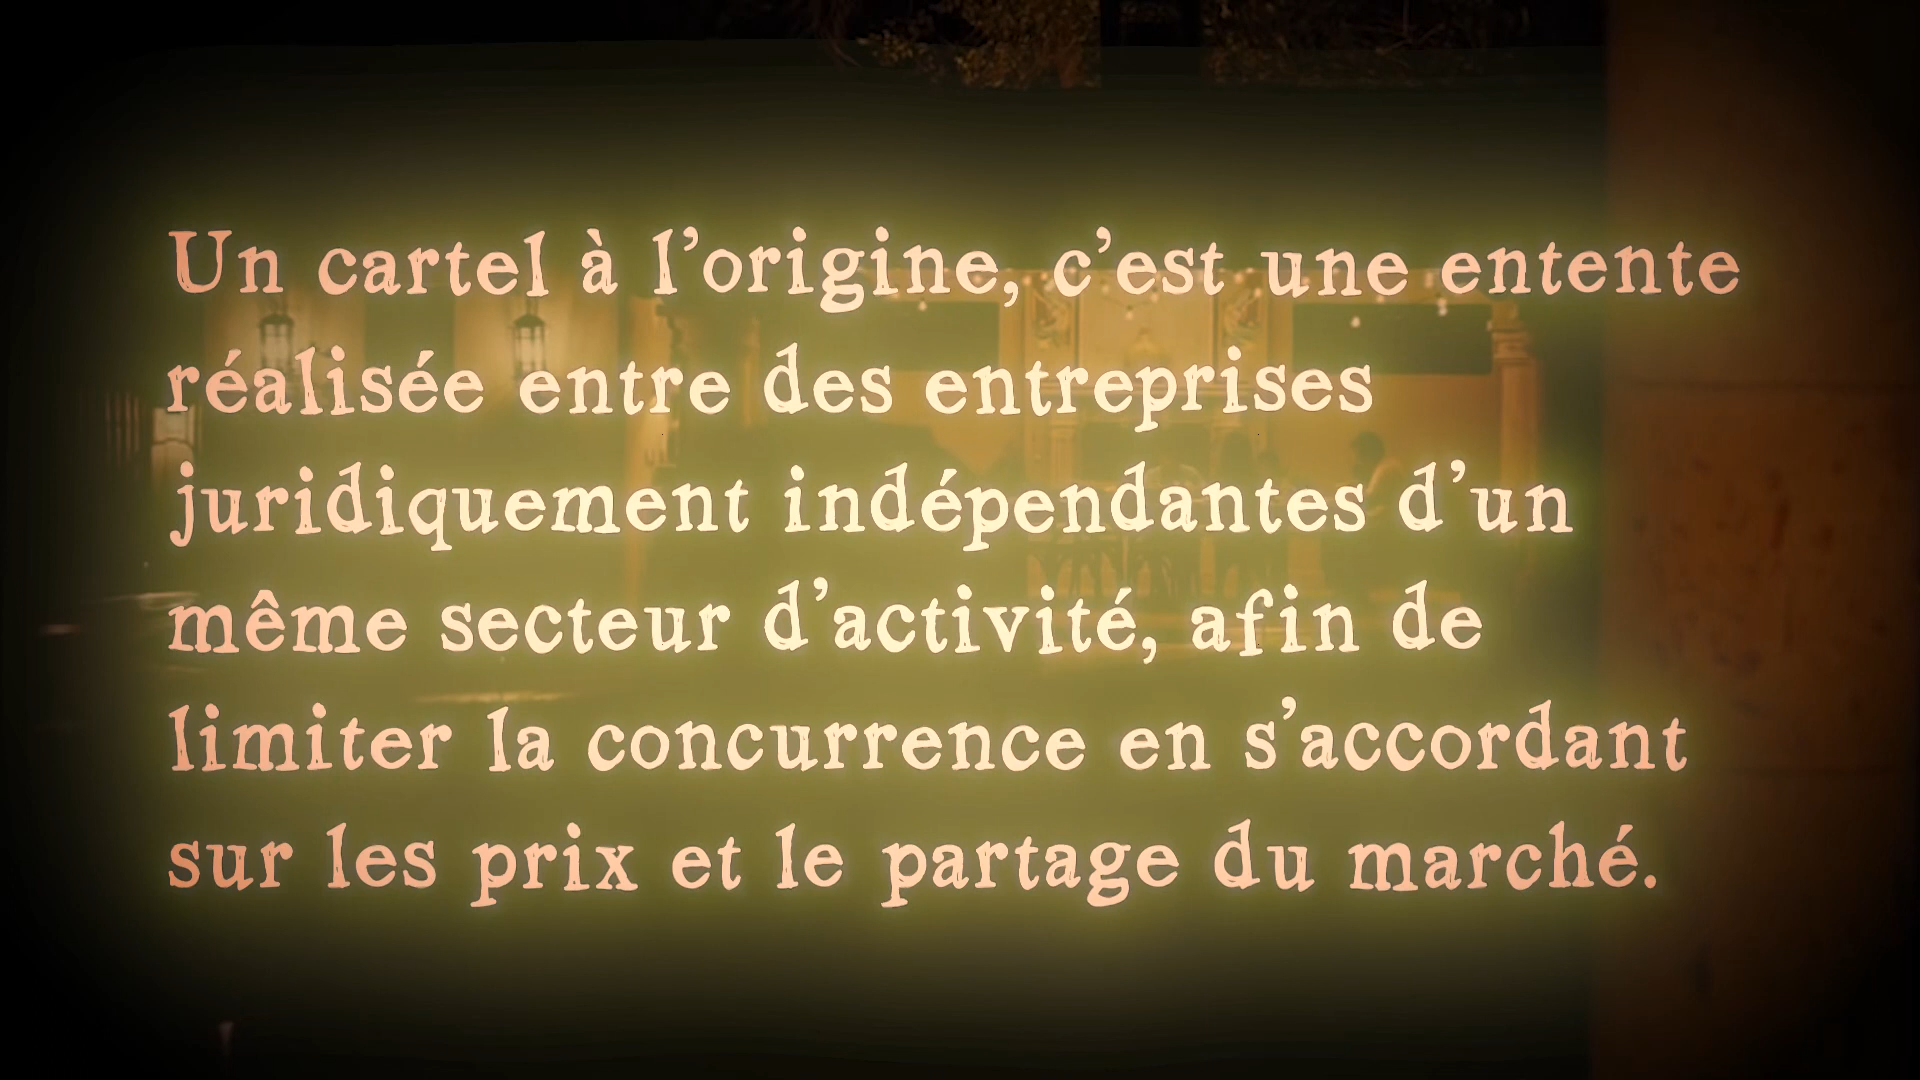 Un cartel à l’origine, c’est une entente
réalisée entre des entreprises
juridiquement indépendantes d’un
même secteur d’activité, afin de
limiter la concurrence en s’accordant
sur les prix et le partage du marché.